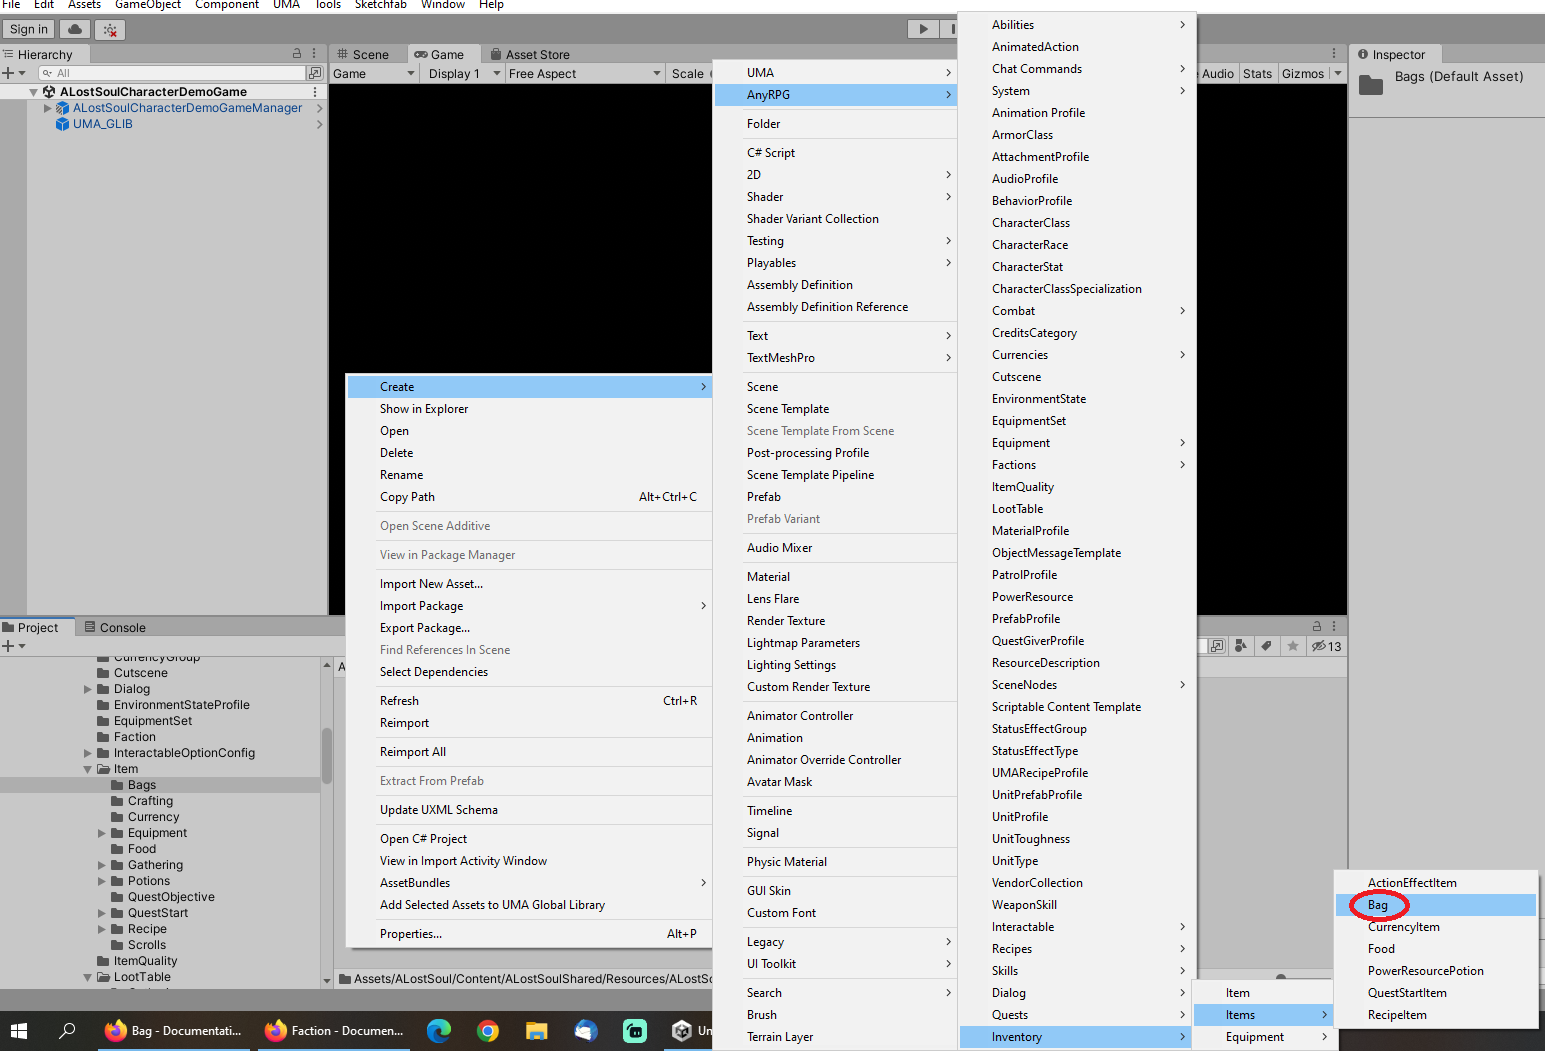 File Edit Assets GameObject Component UMA Tools Sketchfab Window Help
Sign in
Hierarchy
All
ALostSoulCharacterDemoGame
ALostSoulCharacterDemoGameManager
UMA_GLIB
Scene Game Asset Store
Game Display 1 Free Aspect Scale
Audio Stats Gizmos
Inspector
Bags (Default Asset)
Project Console
13
CurrencyGroup
Cutscene
Dialog
EnvironmentStateProfile
EquipmentSet
Faction
InteractableOptionConfig
Item
Bags
Crafting
Currency
Equipment
Food
Gathering
Potions
QuestObjective
QuestStart
Recipe
Scrolls
ItemQuality
LootTable
Assets/ALostSoul/Content/ALostSoulShared/Resources/ALostSo
Create
Show in Explorer
Open
Delete
Rename
Copy Path Alt+Ctrl+C
Open Scene Additive
View in Package Manager
Import New Asset...
Import Package
Export Package...
Find References In Scene
Select Dependencies
Refresh Ctrl+R
Reimport
Reimport All
Extract From Prefab
Update UXML Schema
Open C# Project
View in Import Activity Window
AssetBundles
Add Selected Assets to UMA Global Library
Properties... Alt+P
UMA
AnyRPG
Folder
C# Script
2D
Shader
Shader Variant Collection
Testing
Playables
Assembly Definition
Assembly Definition Reference
Text
TextMeshPro
Scene
Scene Template
Scene Template From Scene
Post-processing Profile
Scene Template Pipeline
Prefab
Prefab Variant
Audio Mixer
Material
Lens Flare
Render Texture
Lightmap Parameters
Lighting Settings
Custom Render Texture
Animator Controller
Animation
Animator Override Controller
Avatar Mask
Timeline
Signal
Physic Material
GUI Skin
Custom Font
Legacy
UI Toolkit
Search
Brush
Terrain Layer
Abilities
AnimatedAction
Chat Commands
System
Animation Profile
ArmorClass
AttachmentProfile
AudioProfile
BehaviorProfile
CharacterClass
CharacterRace
CharacterStat
CharacterClassSpecialization
Combat
CreditsCategory
Currencies
Cutscene
EnvironmentState
EquipmentSet
Equipment
Factions
ItemQuality
LootTable
MaterialProfile
ObjectMessageTemplate
PatrolProfile
PowerResource
PrefabProfile
QuestGiverProfile
ResourceDescription
SceneNodes
Scriptable Content Template
StatusEffectGroup
StatusEffectType
UMARecipeProfile
UnitPrefabProfile
UnitProfile
UnitToughness
UnitType
VendorCollection
WeaponSkill
Interactable
Recipes
Skills
Dialog
Quests
Inventory
Item
Items
Equipment
ActionEffectItem
Bag
CurrencyItem
Food
PowerResourcePotion
QuestStartItem
RecipeItem
Bag - Documentati... Faction - Documen... Un